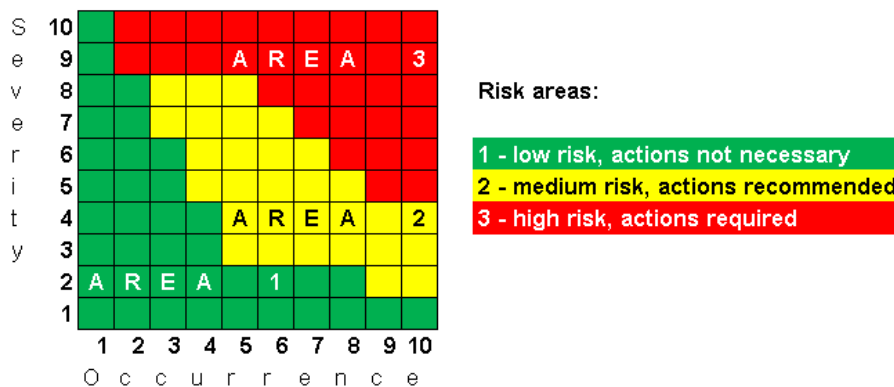 Severity
10
9 A R E A 3
8
7
6
5
4 A R E A 2
3
2 A R E A 1
1
1 2 3 4 5 6 7 8 9 10
Occurrence
Risk areas:
1 - low risk, actions not necessary
2 - medium risk, actions recommended
3 - high risk, actions required